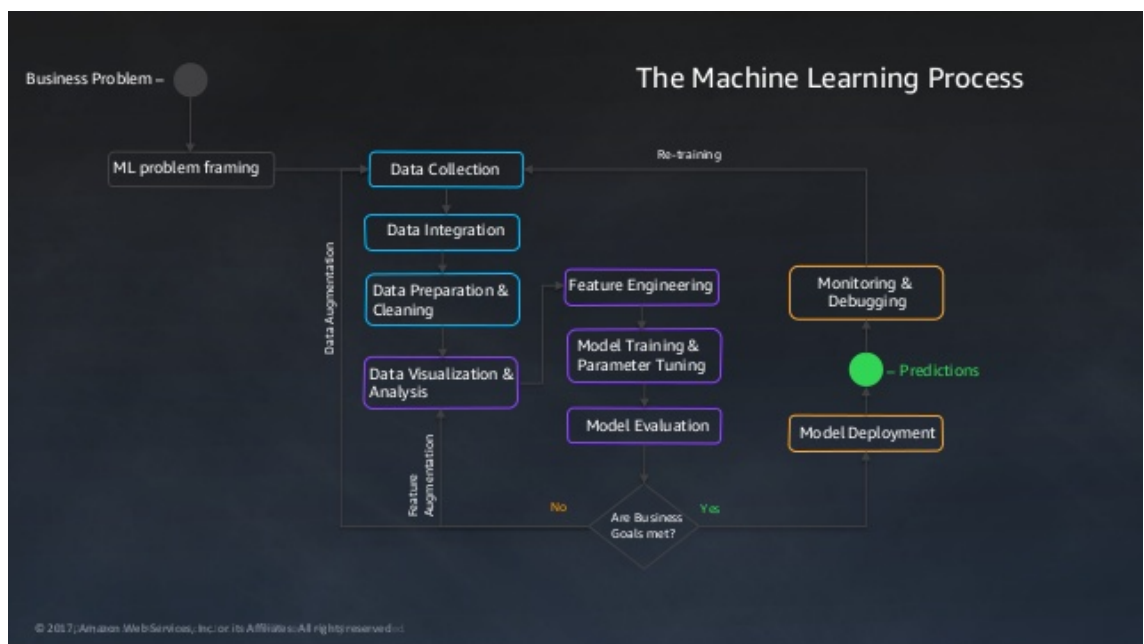 Business Problem –
The Machine Learning Process
ML problem framing
Data Collection
Re-training
Data Integration
Data Augmentation
Data Preparation &
Cleaning
Feature Engineering
Monitoring &
Debugging
Model Training &
Parameter Tuning
Data Visualization &
Analysis
– Predictions
Model Evaluation
Model Deployment
Feature
Augmentation
No
Yes
Are Business
Goals met?
© 2017, Amazon Web Services, Inc. or its Affiliates. All rights reserved.